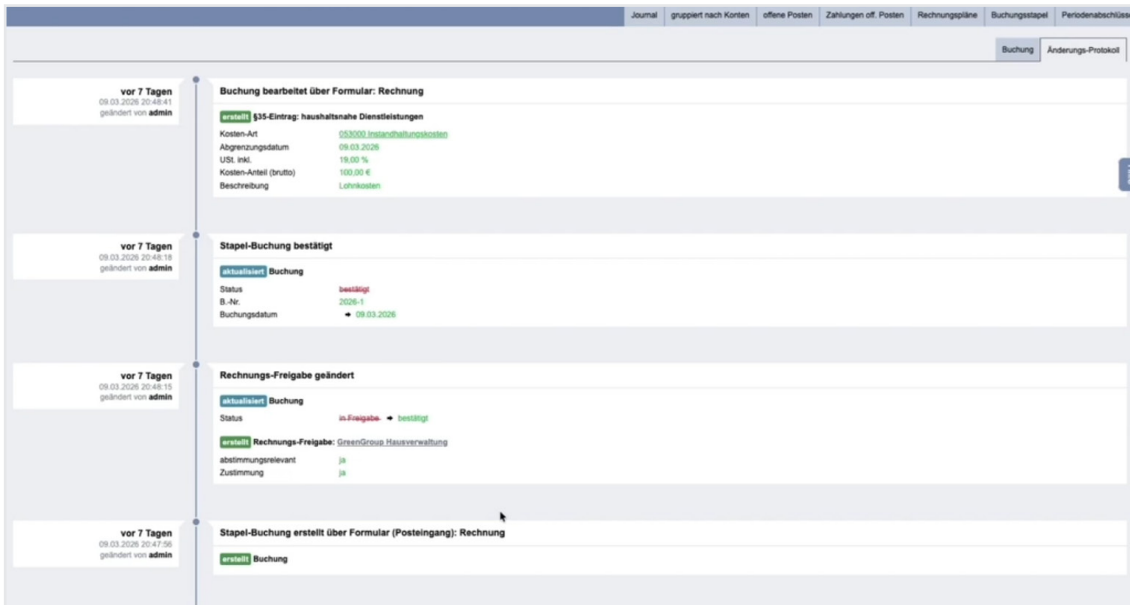 Journal gruppiert nach Konten offene Posten Zahlungen off. Posten Rechnungspläne Buchungsstapel Periodenabschlüsse
Buchung Änderungs-Protokoll
vor 7 Tagen
09.03.2026 20:48:41
geändert von admin
Buchung bearbeitet über Formular: Rechnung
erstellt §35-Eintrag: haushaltsnahe Dienstleistungen
Kosten-Art 053000 Instandhaltungskosten
Abgrenzungsdatum 09.03.2026
USt. inkl. 19,00 %
Kosten-Anteil (brutto) 100,00 €
Beschreibung Lohnkosten
vor 7 Tagen
09.03.2026 20:48:18
geändert von admin
Stapel-Buchung bestätigt
aktualisiert Buchung
Status bestätigt
B.-Nr. 2026-1
Buchungsdatum → 09.03.2026
vor 7 Tagen
09.03.2026 20:48:15
geändert von admin
Rechnungs-Freigabe geändert
aktualisiert Buchung
Status in Freigabe → bestätigt
erstellt Rechnungs-Freigabe: GreenGroup Hausverwaltung
abstimmungsrelevant ja
Zustimmung ja
vor 7 Tagen
09.03.2026 20:47:56
geändert von admin
Stapel-Buchung erstellt über Formular (Posteingang): Rechnung
erstellt Buchung